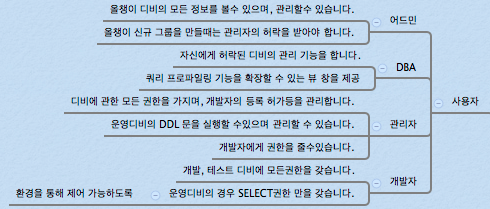 올챙이 디비의 모든 정보를 볼수 있으며, 관리할수 있습니다.
어드민
올챙이 신규 그룹을 만들때는 관리자의 허락을 받아야 합니다.
자신에게 허락된 디비의 관리 기능을 합니다.
DBA
쿼리 프로파일링 기능을 확장할 수 있는 뷰 창을 제공
사용자
디비에 관한 모든 권한을 가지며, 개발자의 등록 허가등을 관리합니다.
운영디비의 DDL 문을 실행할 수있으며 관리할 수 있습니다.
관리자
개발자에게 권한을 줄수있습니다.
개발, 테스트 디비에 모든권한을 갖습니다.
개발자
환경을 통해 제어 가능하도록
운영디비의 경우 SELECT권한 만을 갖습니다.